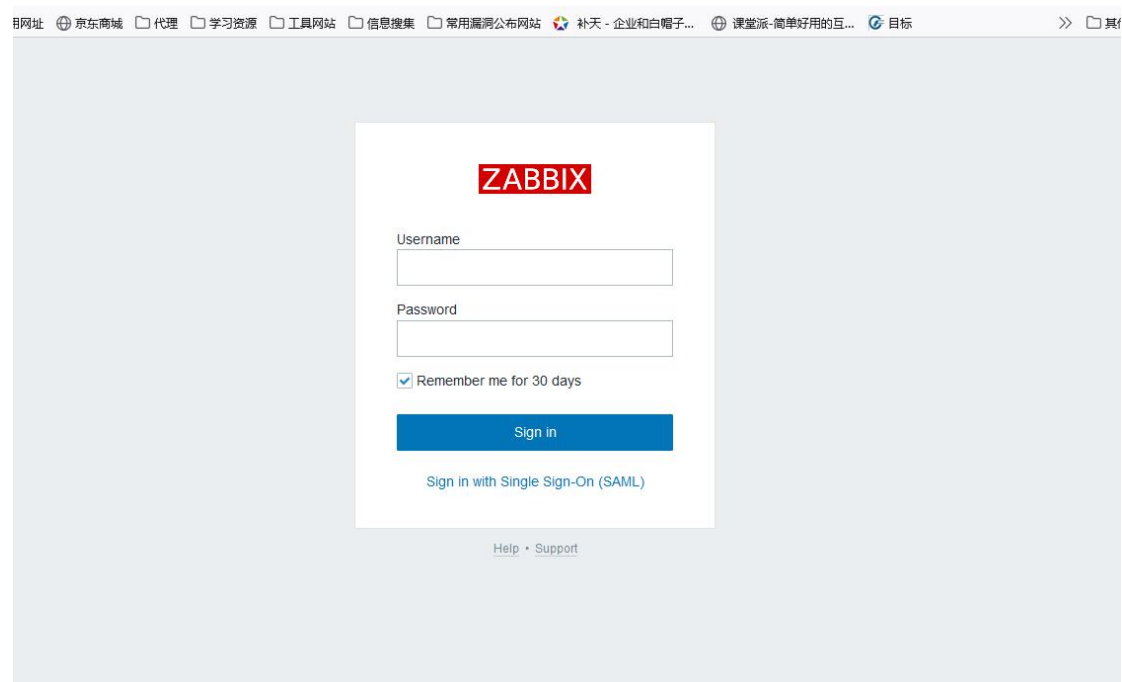 用网址 京东商城 代理 学习资源 工具网站 信息搜集 常用漏洞公布网站 补天 - 企业和白帽子... 课堂派-简单好用的互... 目标 >>
ZABBIX
Username
Password
Remember me for 30 days
Sign in
Sign in with Single Sign-On (SAML)
Help • Support